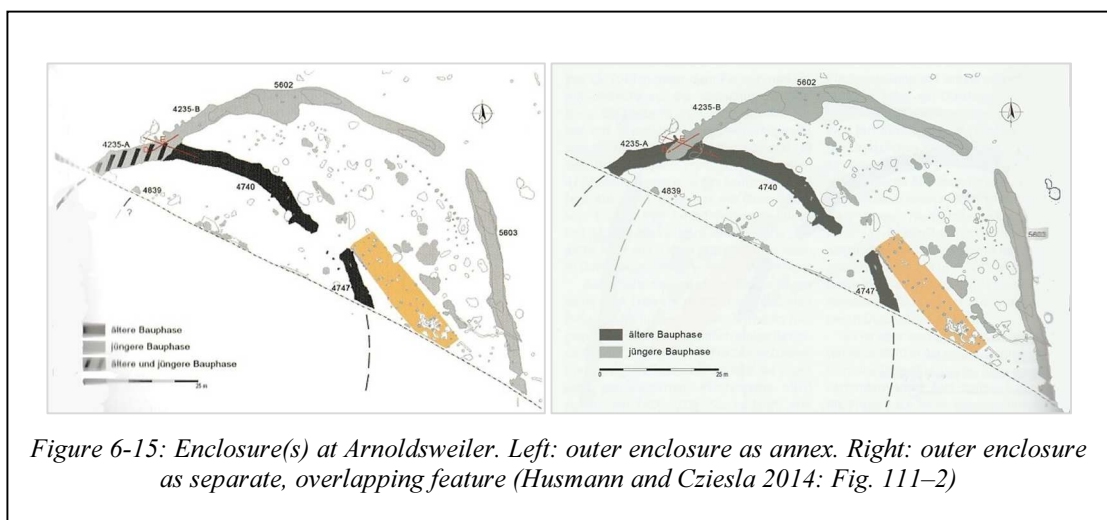 5602
4235-B
4235-A
4740
4839
?
5603
4747
ältere Bauphase
jüngere Bauphase
ältere und jüngere Bauphase
25 m
5602
4235-B
4235-A
4740
4747
ältere Bauphase
jüngere Bauphase
0 25 m
Figure 6-15: Enclosure(s) at Arnoldsweiler. Left: outer enclosure as annex. Right: outer enclosure
as separate, overlapping feature (Husmann and Cziesla 2014: Fig. 111–2)